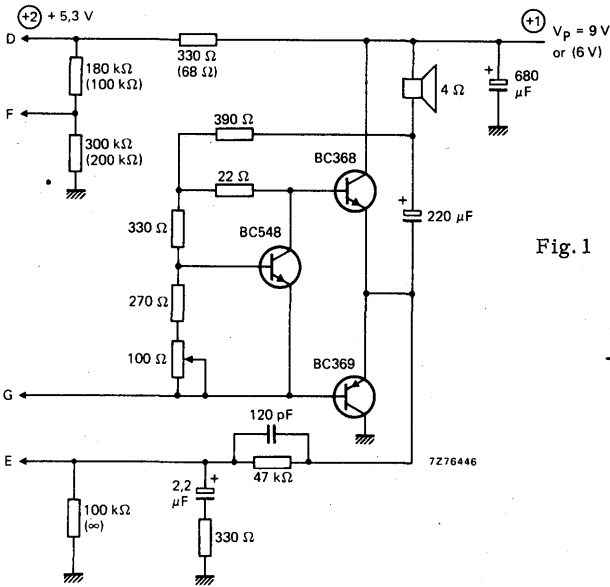 +2 + 5,3 V
+1
D
330 Ω
(68 Ω)
VP = 9 V
or (6 V)
180 kΩ
(100 kΩ)
+
680
μF
4 Ω
F
390 Ω
300 kΩ
(200 kΩ)
BC368
22 Ω
+
220 μF
330 Ω
BC548
Fig. 1
270 Ω
100 Ω
BC369
G
120 pF
E
47 kΩ
7Z76446
100 kΩ
(∞)
2,2
μF
+
330 Ω